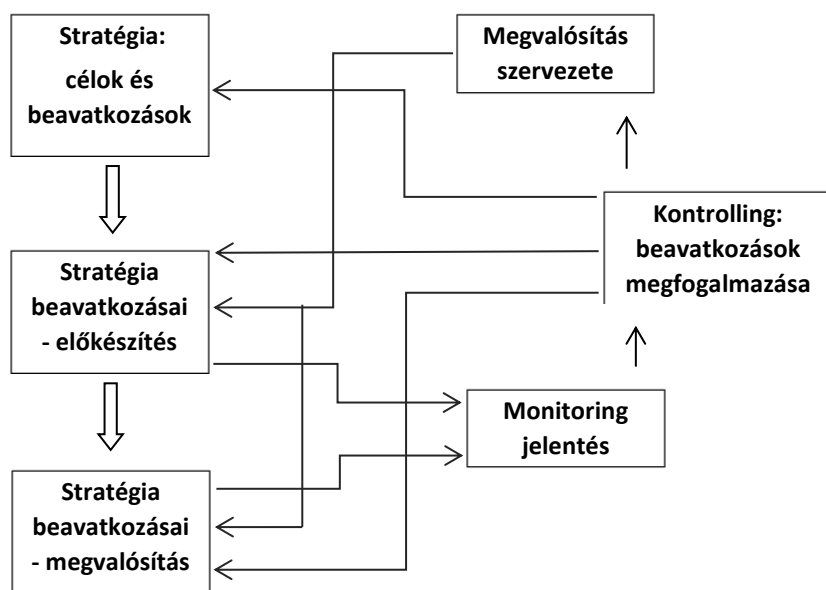 Stratégia:
célok és
beavatkozások
Megvalósítás
szervezete
Kontrolling:
beavatkozások
megfogalmazása
Stratégia
beavatkozásai
- előkészítés
Monitoring
jelentés
Stratégia
beavatkozásai
- megvalósítás